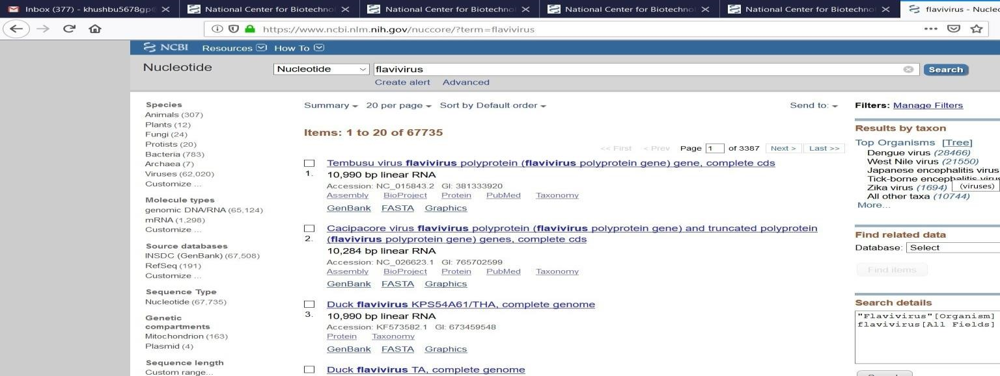 Inbox (377) - khushbu5678gp
National Center for Biotechno
National Center for Biotechno
National Center for Biotechno
National Center for Biotechno
flavivirus - Nucleo
https://www.ncbi.nlm.nih.gov/nuccore/?term=flavivirus
NCBI Resources How To
Nucleotide
Nucleotide
flavivirus
Search
Create alert Advanced
Species
Animals (307)
Plants (12)
Fungi (24)
Protists (20)
Bacteria (783)
Archaea (7)
Viruses (62,020)
Customize ...
Molecule types
genomic DNA/RNA (65,124)
mRNA (1,298)
Customize ...
Source databases
INSDC (GenBank) (67,508)
RefSeq (191)
Customize ...
Sequence Type
Nucleotide (67,735)
Genetic
compartments
Mitochondrion (163)
Plasmid (4)
Sequence length
Custom range...
Summary 20 per page Sort by Default order
Send to:
Items: 1 to 20 of 67735
<< First < Prev Page 1 of 3387 Next > Last >>
Tembusu virus flavivirus polyprotein (flavivirus polyprotein gene) gene, complete cds
1. 10,990 bp linear RNA
Accession: NC_015843.2 GI: 381333920
Assembly BioProject Protein PubMed Taxonomy
GenBank FASTA Graphics
Cacipacore virus flavivirus polyprotein (flavivirus polyprotein gene) and truncated polyprotein
2. (flavivirus polyprotein gene) genes, complete cds
10,284 bp linear RNA
Accession: NC_026623.1 GI: 765702599
Assembly BioProject Protein PubMed Taxonomy
GenBank FASTA Graphics
Duck flavivirus KPS54A61/THA, complete genome
3. 10,990 bp linear RNA
Accession: KF573582.1 GI: 673459548
Protein Taxonomy
GenBank FASTA Graphics
Duck flavivirus TA, complete genome
Filters: Manage Filters
Results by taxon
Top Organisms [Tree]
Dengue virus (28466)
West Nile virus (21550)
Japanese encephalitis virus
Tick-borne encephalitis virus
Zika virus (1694)
(viruses)
All other taxa (10744)
More...
Find related data
Database: Select
Find items
Search details
"Flavivirus"[Organism]
flavivirus[All Fields]